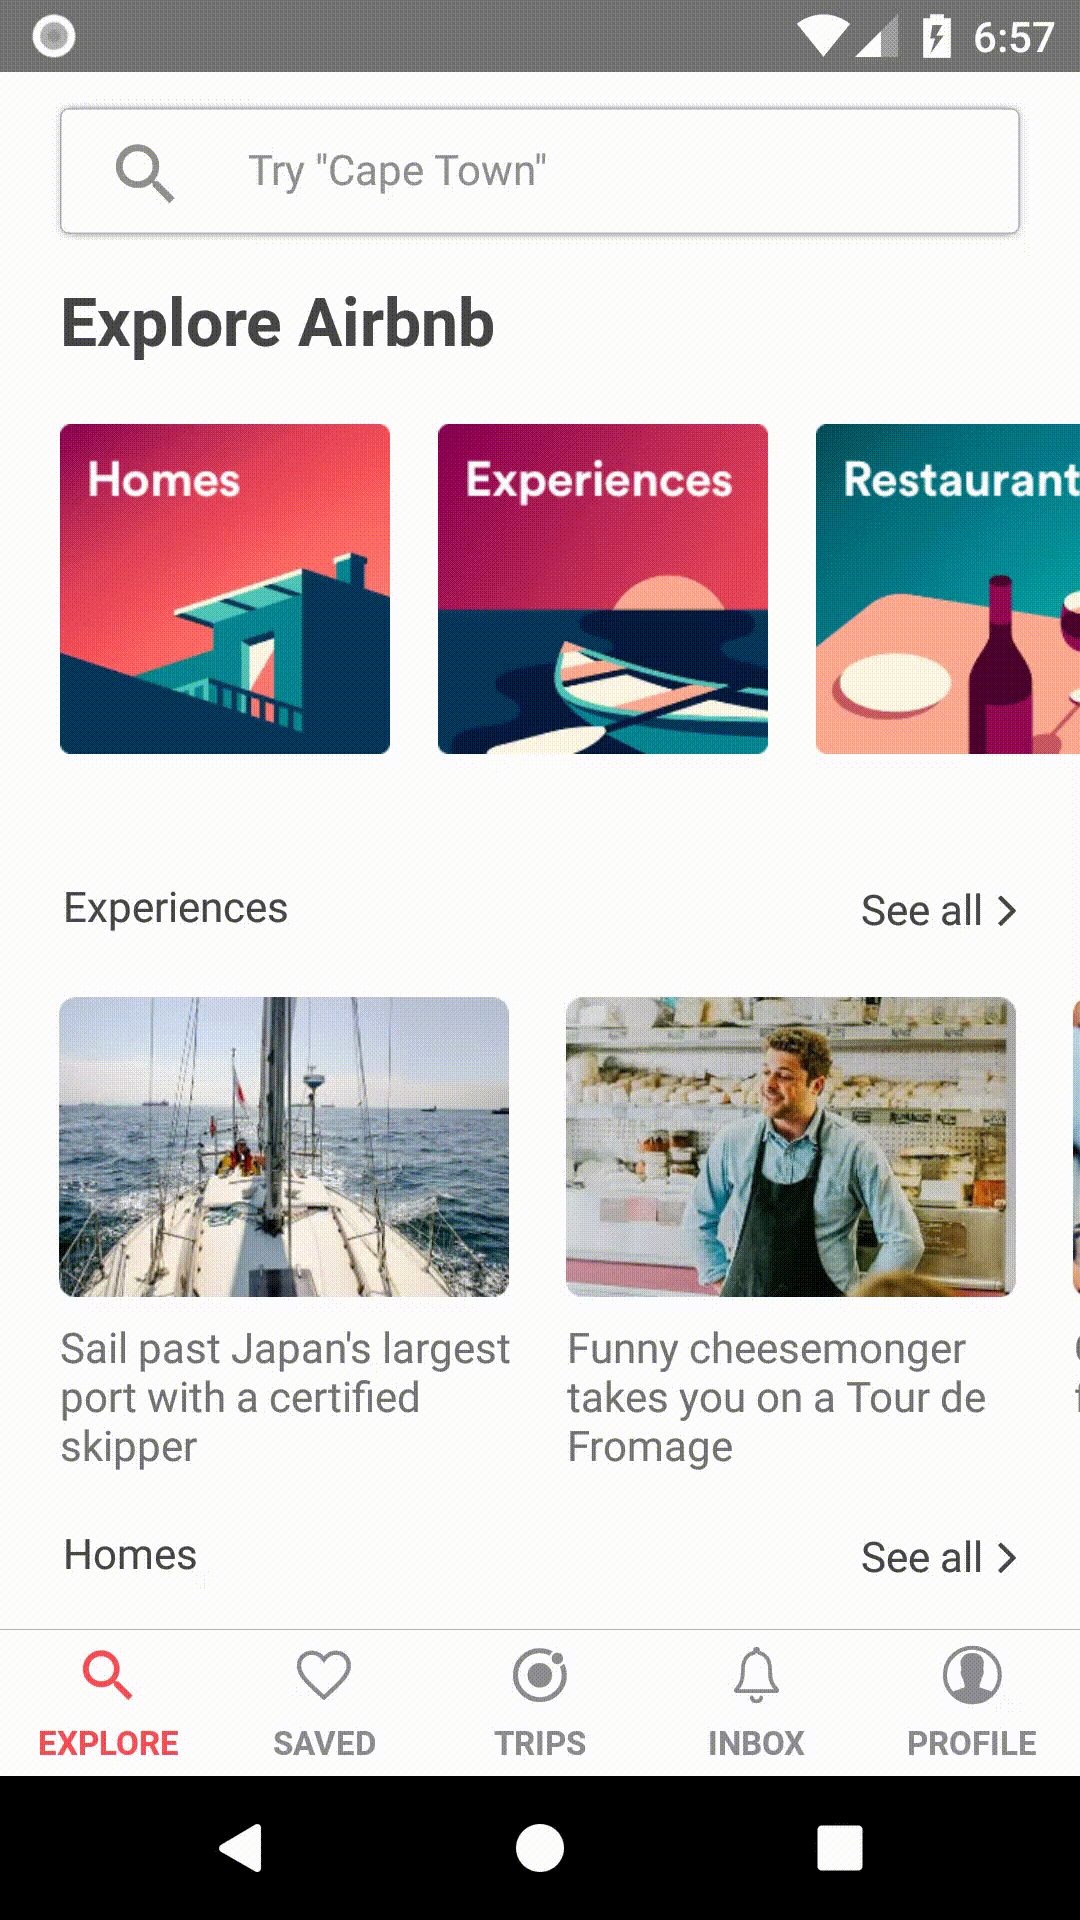 6:57
Try "Cape Town"
Explore Airbnb
Homes
Experiences
Restaurant
Experiences
See all
Sail past Japan's largest
port with a certified
skipper
Funny cheesemonger
takes you on a Tour de
Fromage
Homes
See all
EXPLORE
SAVED
TRIPS
INBOX
PROFILE